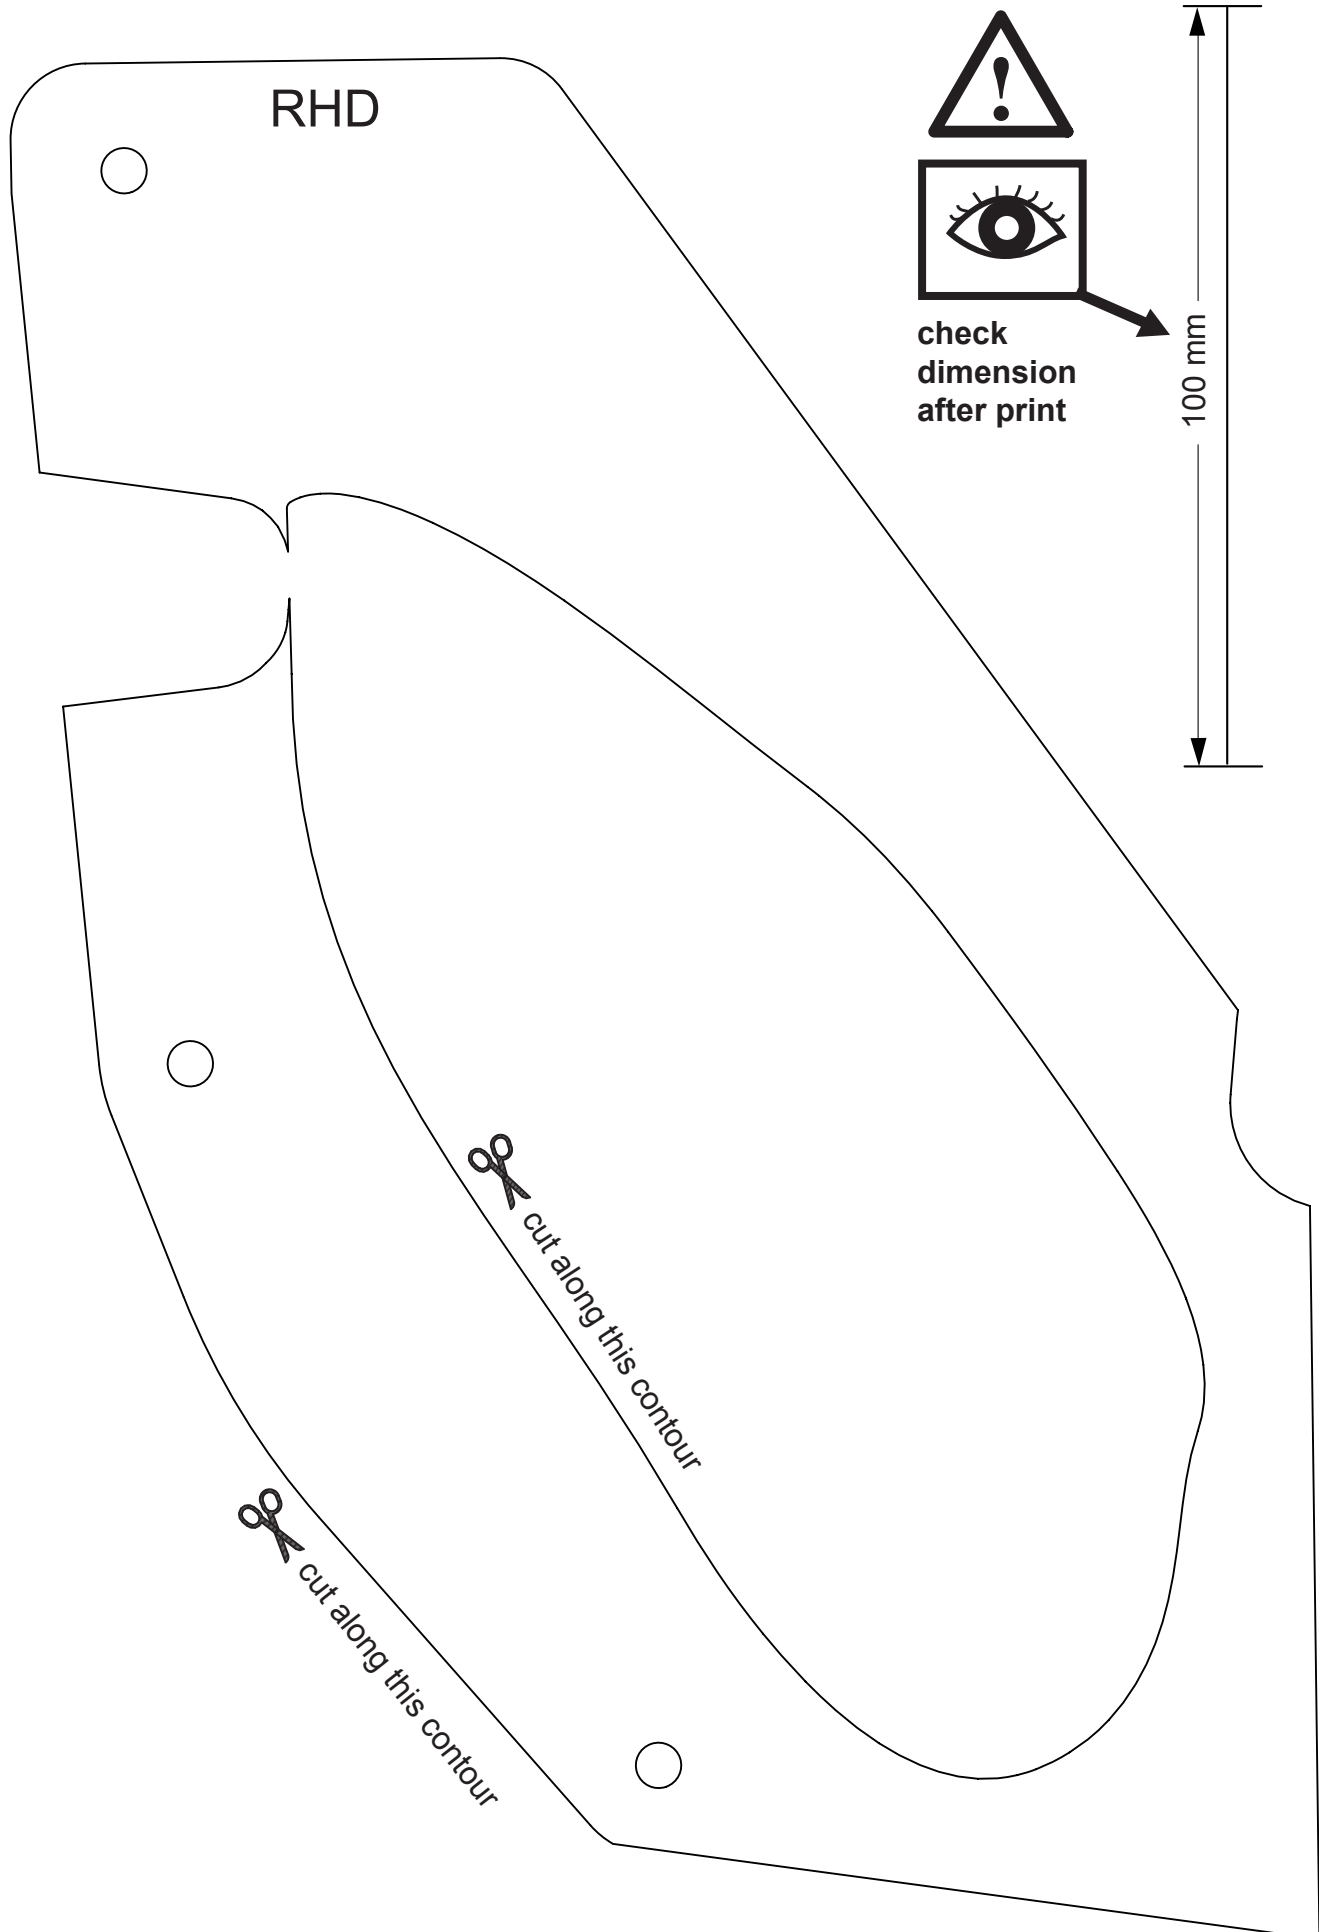 RHD
!
check
dimension
after print
100 mm
cut along this contour
cut along this contour